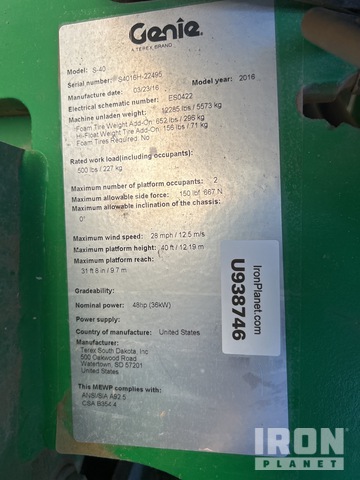 Genie
A TEREX BRAND
Model: S-40
Serial number: S4016H-22495
Model year: 2016
Manufacture date: 03/23/16
Electrical schematic number: ES0422
Machine unladen weight: 12285 lbs / 5573 kg
Foam Tire Weight Add-On: 652 lbs / 296 kg
Hi-Float Weight Add-On: 156 lbs / 71 kg
Foam Tires Required: No
Rated work load(including occupants):
500 lbs / 227 kg
Maximum number of platform occupants: 2
Maximum allowable side force: 150 lbf 667 N
Maximum allowable inclination of the chassis:
0°
Maximum wind speed: 28 mph / 12.5 m/s
Maximum platform height: 40 ft / 12.19 m
Maximum platform reach:
31 ft 8 in / 9.7 m
Gradeability:
Nominal power: 48hp (36kW)
Power supply:
Country of manufacture: United States
Manufacturer:
Terex South Dakota, Inc
500 Oakwood Road
Watertown, SD 57201
United States
This MEWP complies with:
ANSI/SIA A92.5
CSA B354.4
IronPlanet.com
U938746
IRON
PLANET